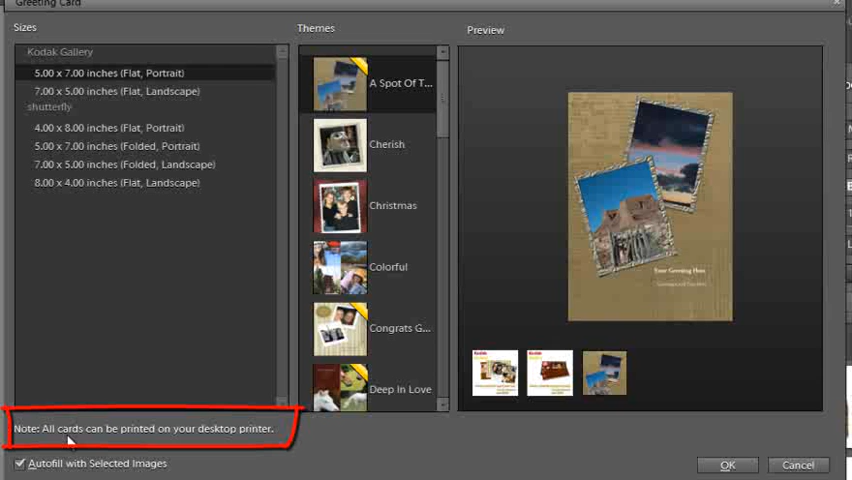 Greeting Card
Sizes
Themes
Preview
Kodak Gallery
5.00 x 7.00 inches (Flat, Portrait)
7.00 x 5.00 inches (Flat, Landscape)
shutterfly
4.00 x 8.00 inches (Flat, Portrait)
5.00 x 7.00 inches (Folded, Portrait)
7.00 x 5.00 inches (Folded, Landscape)
8.00 x 4.00 inches (Flat, Landscape)
A Spot Of T...
Cherish
Christmas
Colorful
Congrats G...
Deep In Love
Your Greeting Here
Note: All cards can be printed on your desktop printer.
Autofill with Selected Images
OK
Cancel